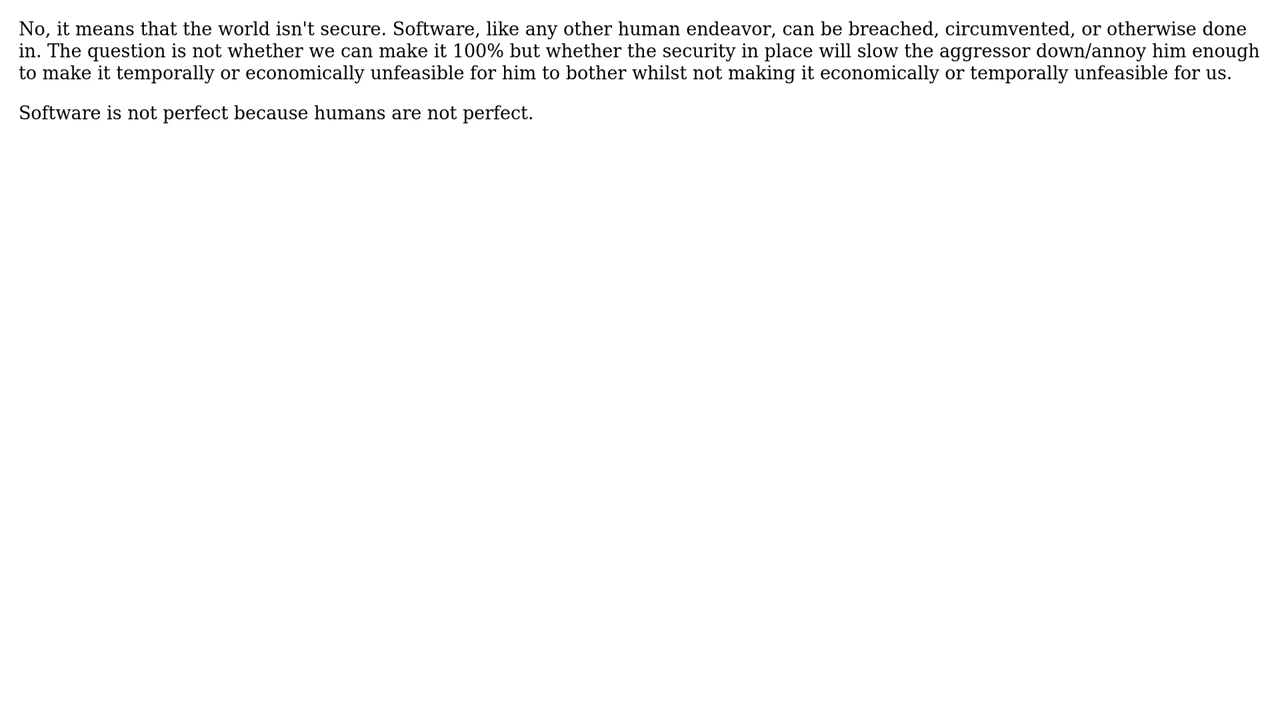 No, it means that the world isn't secure. Software, like any other human endeavor, can be breached, circumvented, or otherwise done
in. The question is not whether we can make it 100% but whether the security in place will slow the aggressor down/annoy him enough
to make it temporally or economically unfeasible for him to bother whilst not making it economically or temporally unfeasible for us.
Software is not perfect because humans are not perfect.